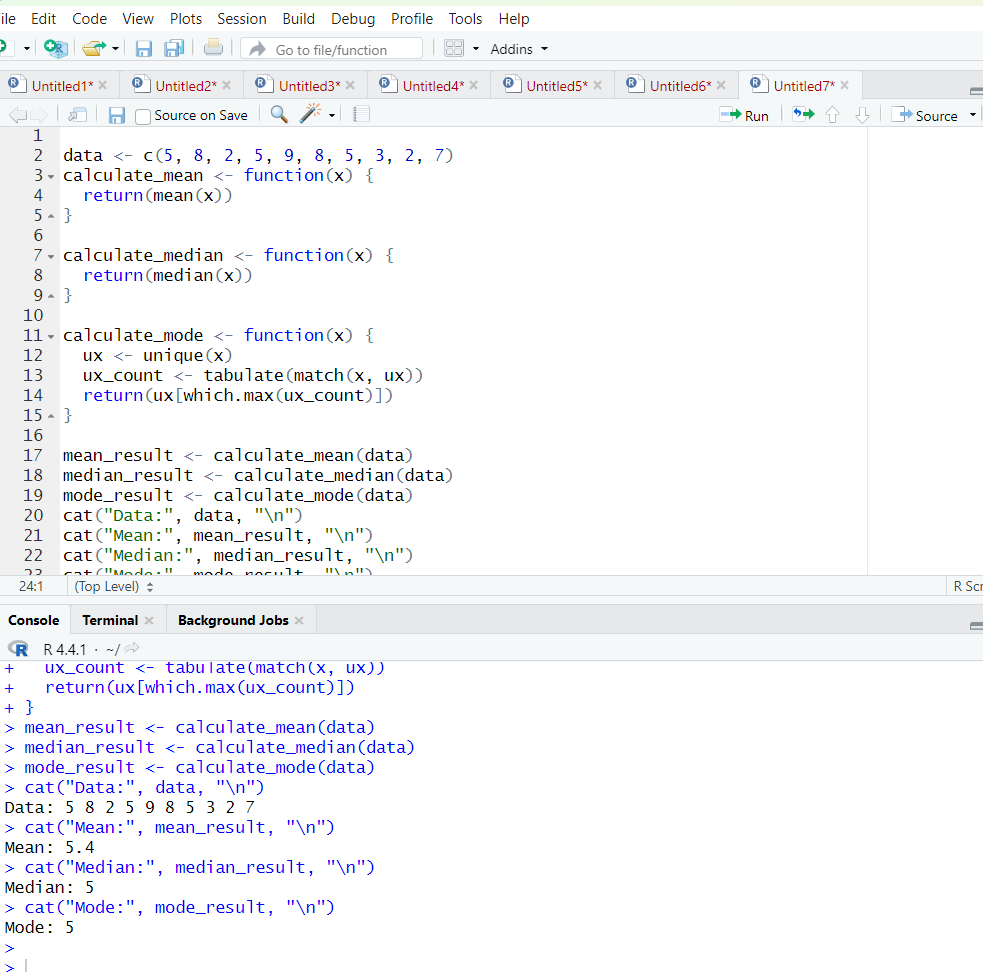 ile Edit Code View Plots Session Build Debug Profile Tools Help
Go to file/function Addins
Untitled1* Untitled2* Untitled3* Untitled4* Untitled5* Untitled6* Untitled7*
Source on Save Run Source
1
2 data <- c(5, 8, 2, 5, 9, 8, 5, 3, 2, 7)
3 calculate_mean <- function(x) {
4 return(mean(x))
5 }
6
7 calculate_median <- function(x) {
8 return(median(x))
9 }
10
11 calculate_mode <- function(x) {
12 ux <- unique(x)
13 ux_count <- tabulate(match(x, ux))
14 return(ux[which.max(ux_count)])
15 }
16
17 mean_result <- calculate_mean(data)
18 median_result <- calculate_median(data)
19 mode_result <- calculate_mode(data)
20 cat("Data:", data, "\n")
21 cat("Mean:", mean_result, "\n")
22 cat("Median:", median_result, "\n")
23 cat("Mode:", mode_result, "\n")
24:1 (Top Level) R Scr
Console Terminal Background Jobs
R R 4.4.1 · ~/
+ ux_count <- tabulate(match(x, ux))
+ return(ux[which.max(ux_count)])
+ }
> mean_result <- calculate_mean(data)
> median_result <- calculate_median(data)
> mode_result <- calculate_mode(data)
> cat("Data:", data, "\n")
Data: 5 8 2 5 9 8 5 3 2 7
> cat("Mean:", mean_result, "\n")
Mean: 5.4
> cat("Median:", median_result, "\n")
Median: 5
> cat("Mode:", mode_result, "\n")
Mode: 5
>
>